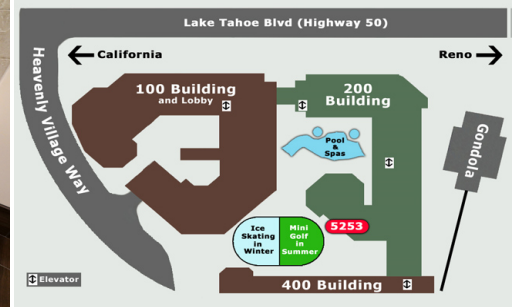 Lake Tahoe Blvd (Highway 50)
California
Reno
Heavenly Village Way
100 Building
and Lobby
200
Building
Pool
&
Spas
Gondola
Ice
Skating
in
Winter
Mini
Golf
in
Summer
5253
Elevator
400 Building